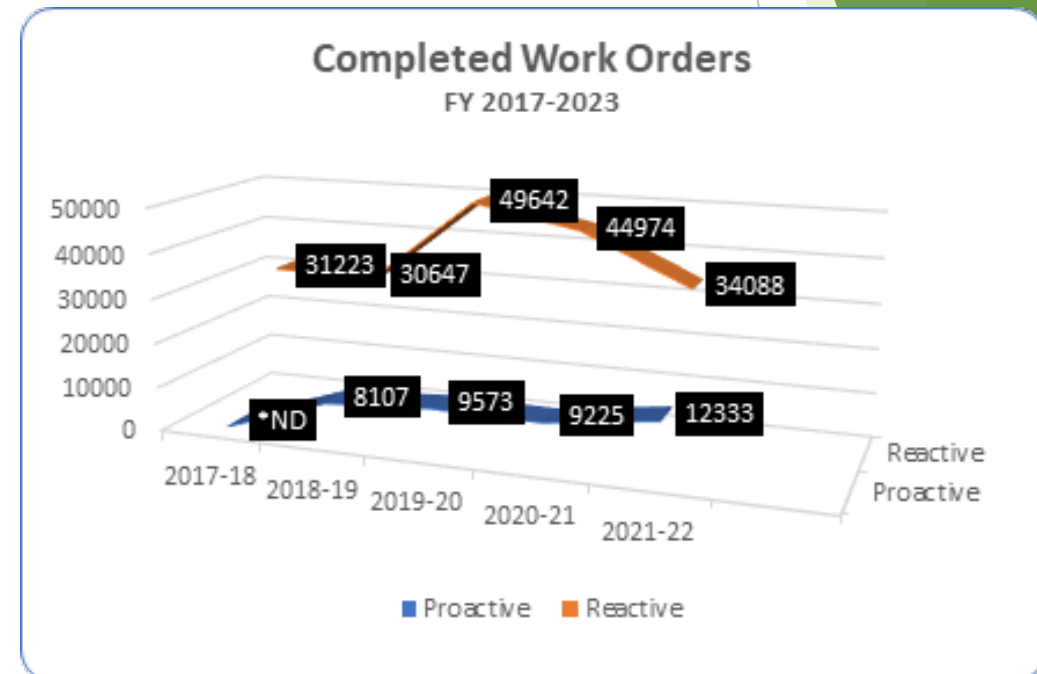 Completed Work Orders
FY 2017-2023
50000
40000
30000
20000
10000
0
49642
44974
31223
30647
34088
*ND
8107
9573
9225
12333
Reactive
Proactive
2017-18
2018-19
2019-20
2020-21
2021-22
Proactive
Reactive